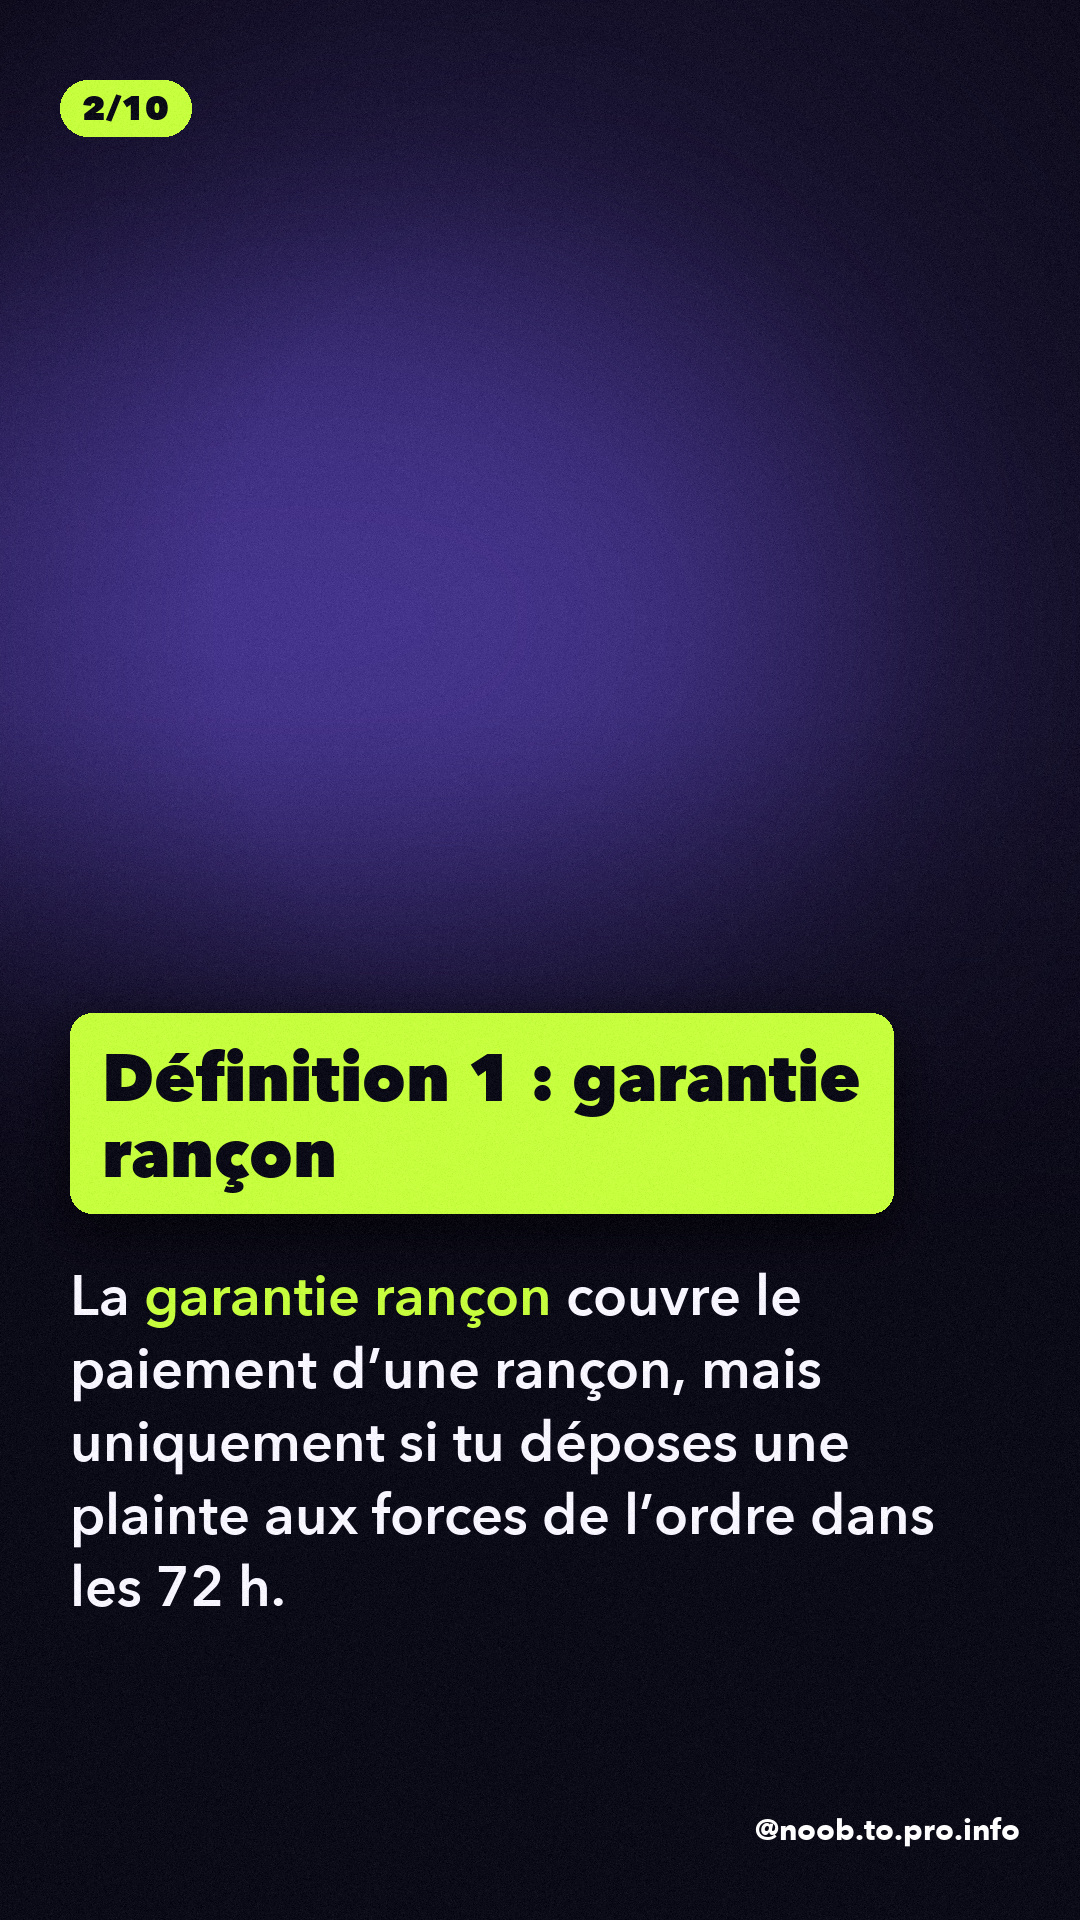 2/10
Définition 1 : garantie
rançon
La garantie rançon couvre le
paiement d’une rançon, mais
uniquement si tu déposes une
plainte aux forces de l’ordre dans
les 72 h.
@noob.to.pro.info